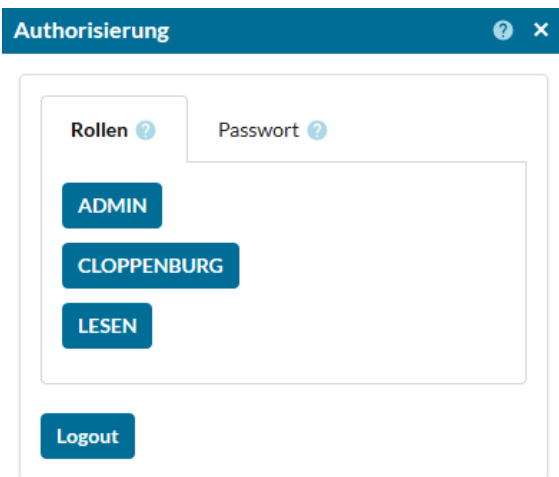 Authorisierung ? ×
Rollen ? Passwort ?
ADMIN
CLOPPENBURG
LESEN
Logout